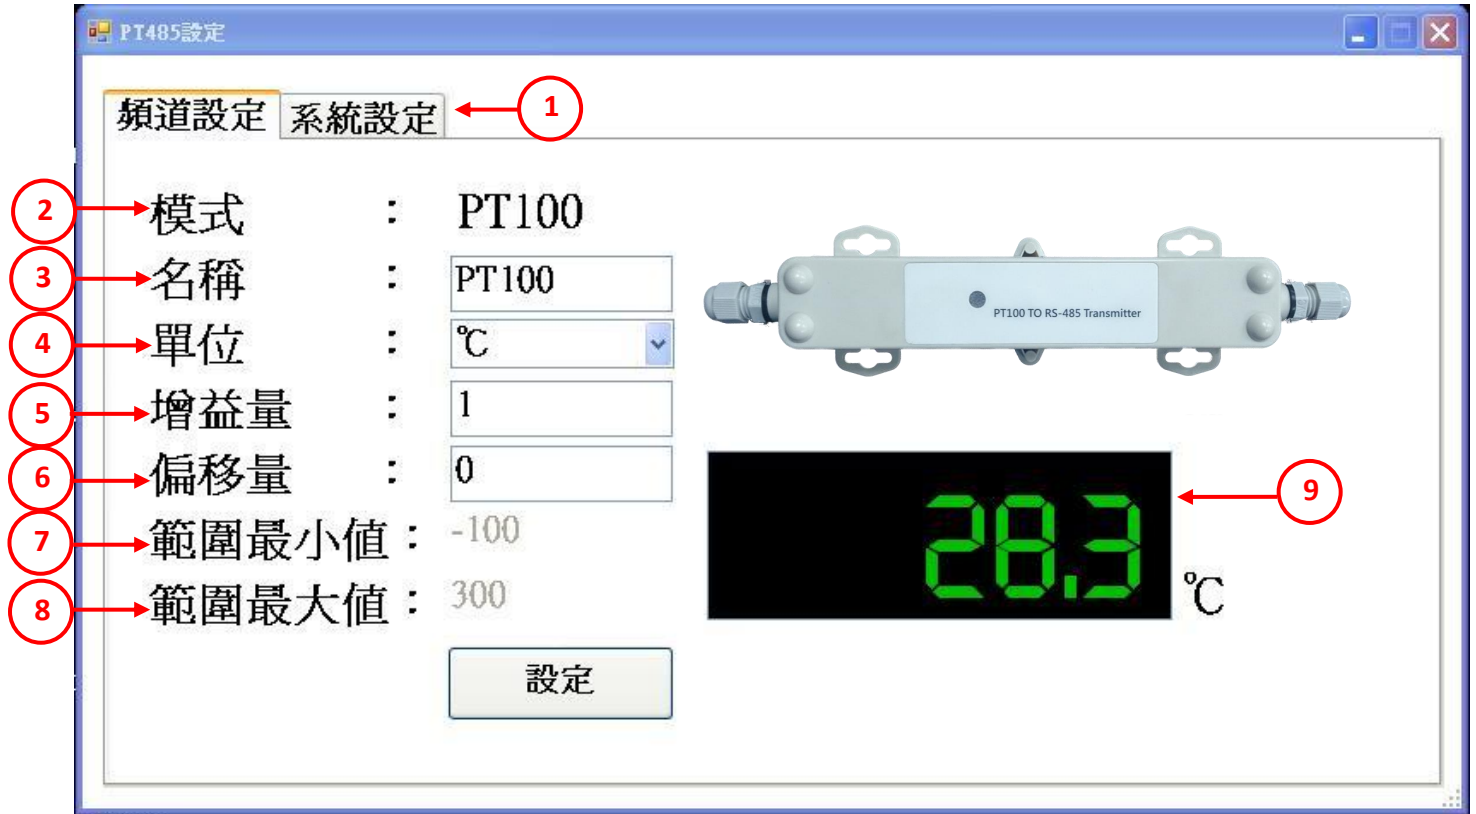 PT485設定
頻道設定 系統設定 1
2 模式 : PT100
3 名稱 : PT100
4 單位 : ℃
5 增益量 : 1
6 偏移量 : 0
7 範圍最小值 : -100
8 範圍最大值 : 300
設定
PT100 TO RS-485 Transmitter
28.3 ℃ 9